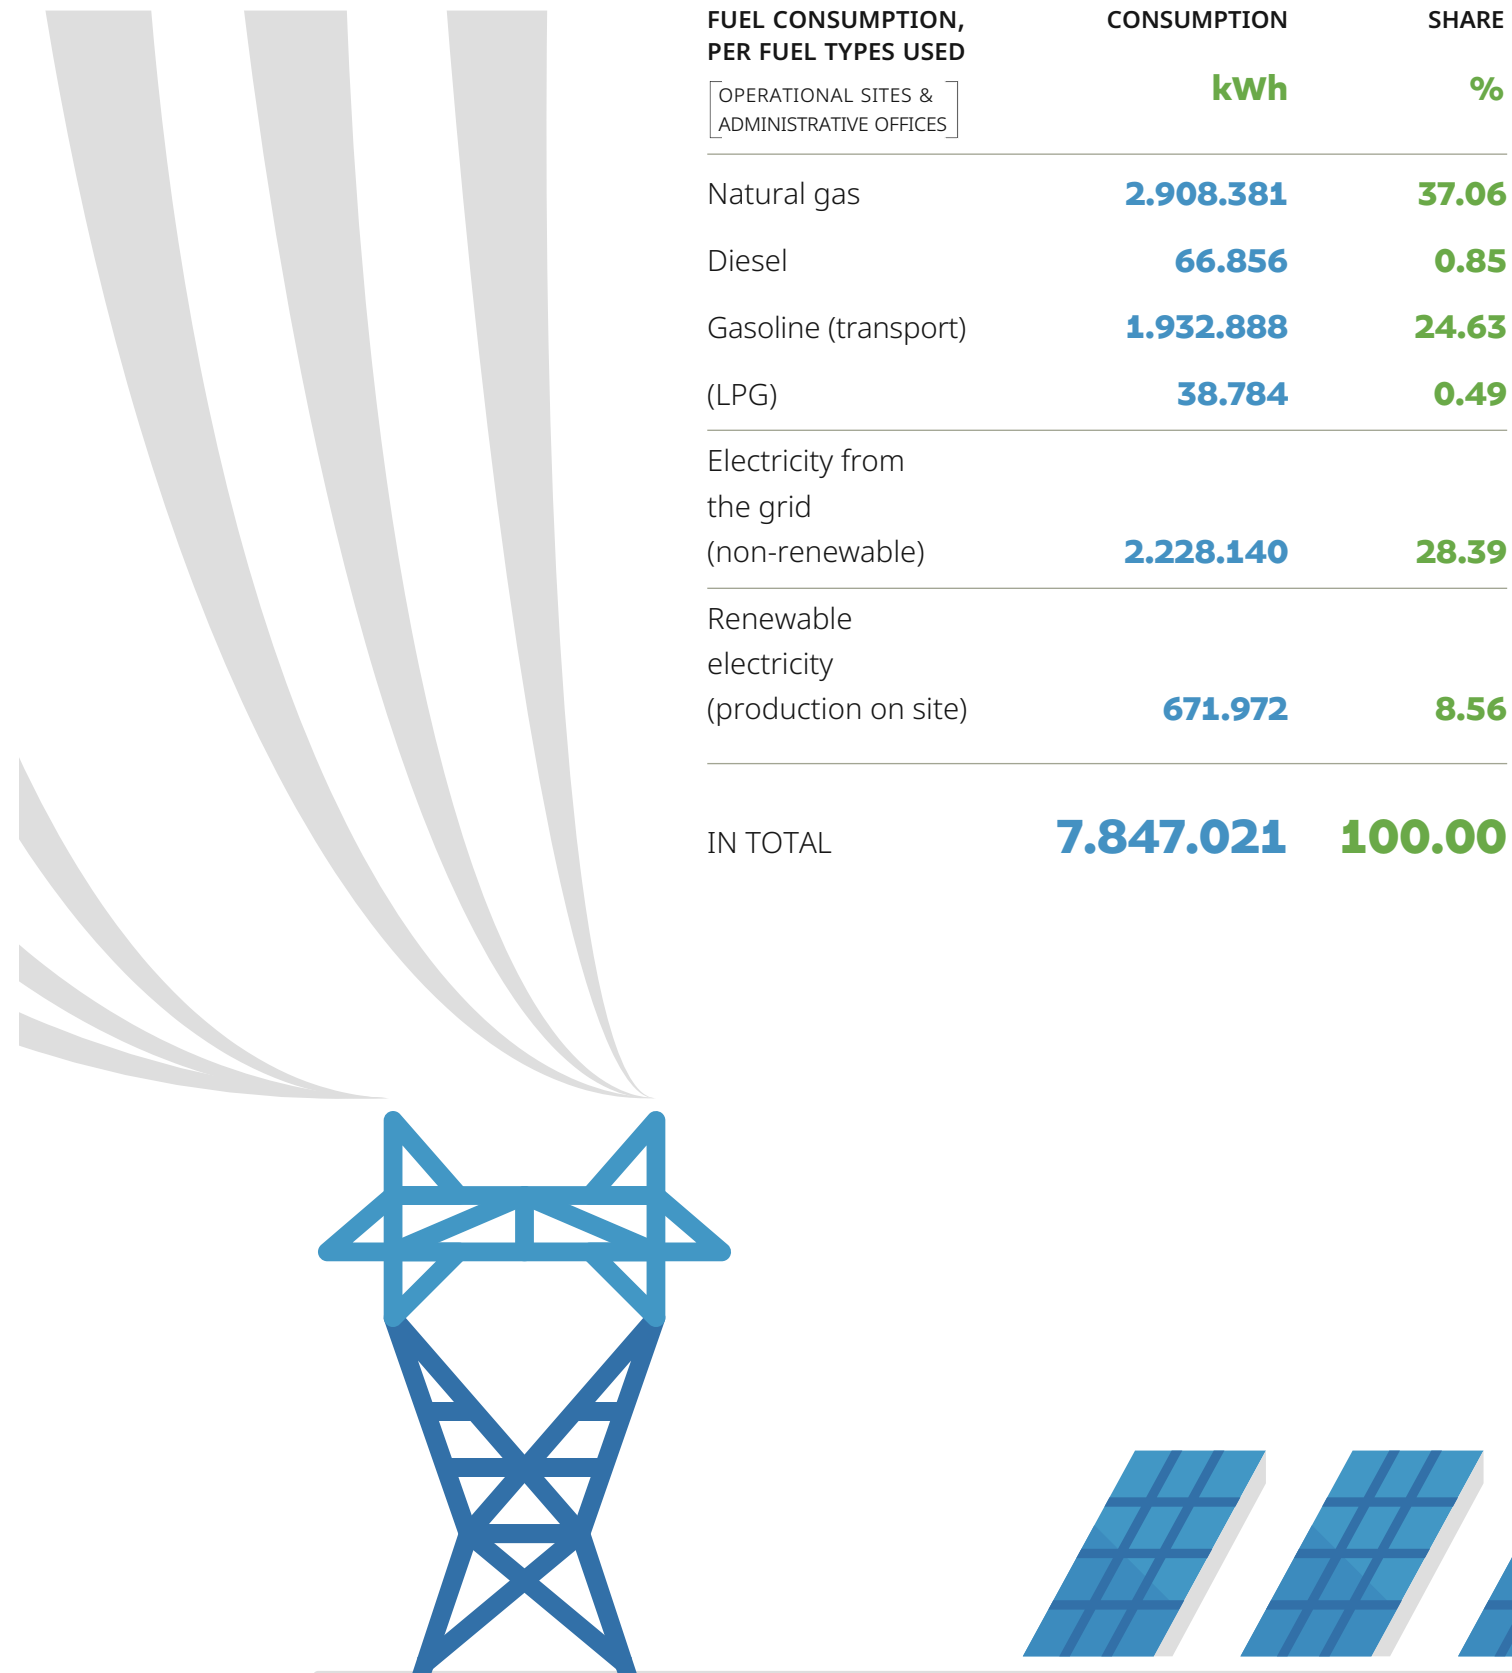 FUEL CONSUMPTION, CONSUMPTION SHARE
PER FUEL TYPES USED
kWh %
OPERATIONAL SITES &
ADMINISTRATIVE OFFICES
Natural gas 2.908.381 37.06
Diesel 66.856 0.85
Gasoline (transport) 1.932.888 24.63
(LPG) 38.784 0.49
Electricity from
the grid
(non-renewable) 2.228.140 28.39
Renewable
electricity
(production on site) 671.972 8.56
IN TOTAL 7.847.021 100.00